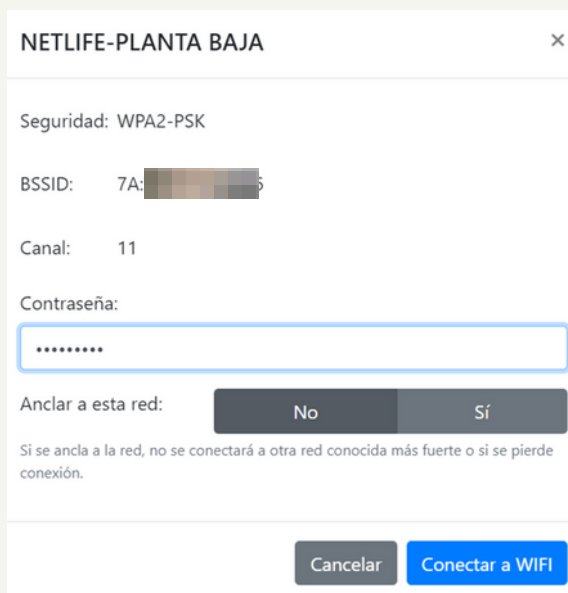 NETLIFE-PLANTA BAJA ×
Seguridad: WPA2-PSK
BSSID: 7A:
Canal: 11
Contraseña:
•••••••••
Anclar a esta red: No Sí
Si se ancla a la red, no se conectará a otra red conocida más fuerte o si se pierde
conexión.
Cancelar Conectar a WIFI